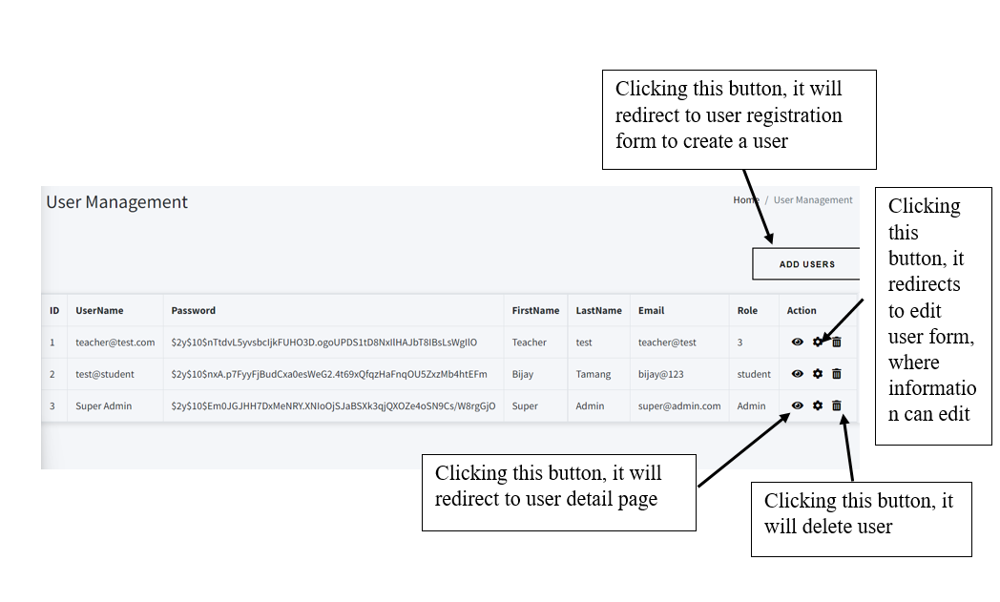 Clicking this button, it will
redirect to user registration
form to create a user
User Management
Home / User Management
Clicking
this
button, it
redirects
to edit
user form,
where
informatio
n can edit
ADD USERS
ID UserName Password FirstName LastName Email Role Action
1 teacher@test.com $2y$10$nTtdvL5yvsbcIjkFUHO3D.ogoUPDS1tD8NxIlHAJbT8IBsLsWgIlO Teacher test teacher@test 3
2 test@student $2y$10$nxA.p7FyyFjBudCxa0esWeG2.4t69xQfqzHaFnqOU5ZxzMb4htEFm Bijay Tamang bijay@123 student
3 Super Admin $2y$10$Em0JGJHH7DxMeNRY.XNIoOjSJaBSXk3qjQXOZe4oSN9Cs/W8rgGjO Super Admin super@admin.com Admin
Clicking this button, it will
redirect to user detail page
Clicking this button, it
will delete user